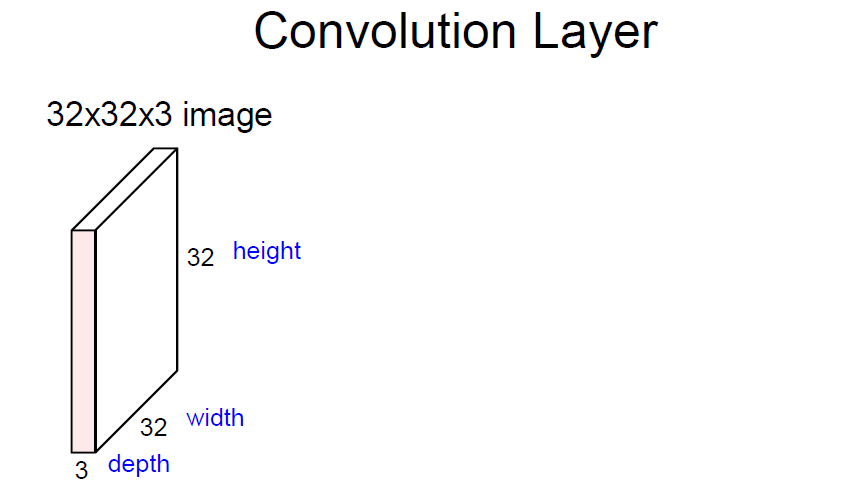 Convolution Layer
32x32x3 image
32 height
32 width
3 depth